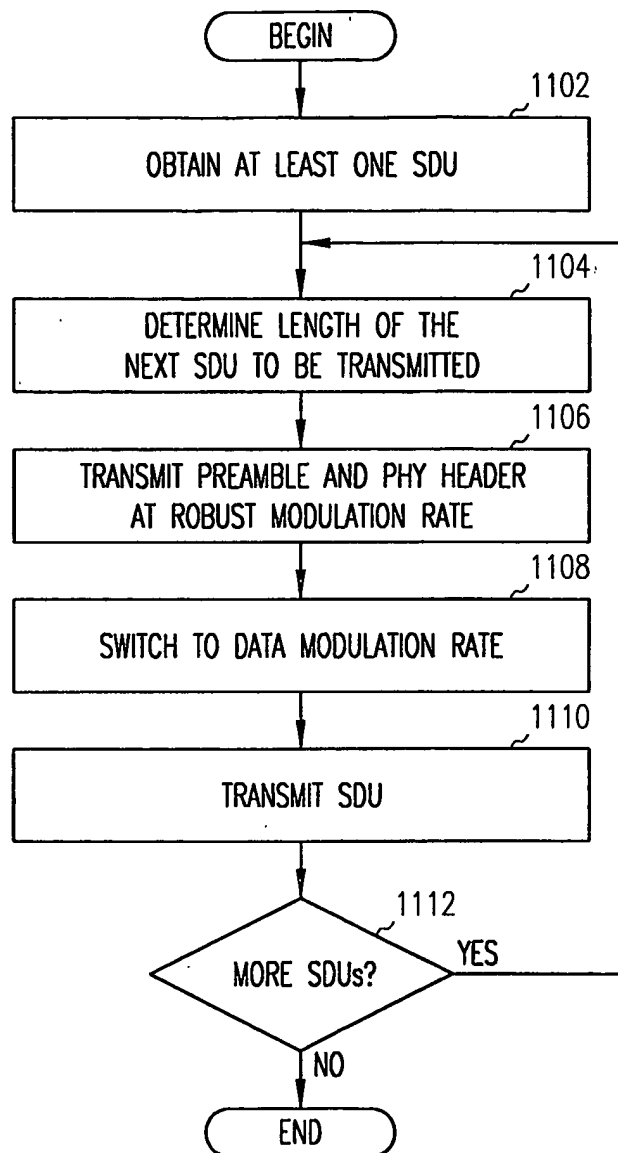 BEGIN
1102
OBTAIN AT LEAST ONE SDU
1104
DETERMINE LENGTH OF THE
NEXT SDU TO BE TRANSMITTED
1106
TRANSMIT PREAMBLE AND PHY HEADER
AT ROBUST MODULATION RATE
1108
SWITCH TO DATA MODULATION RATE
1110
TRANSMIT SDU
1112
MORE SDUs?
YES
NO
END